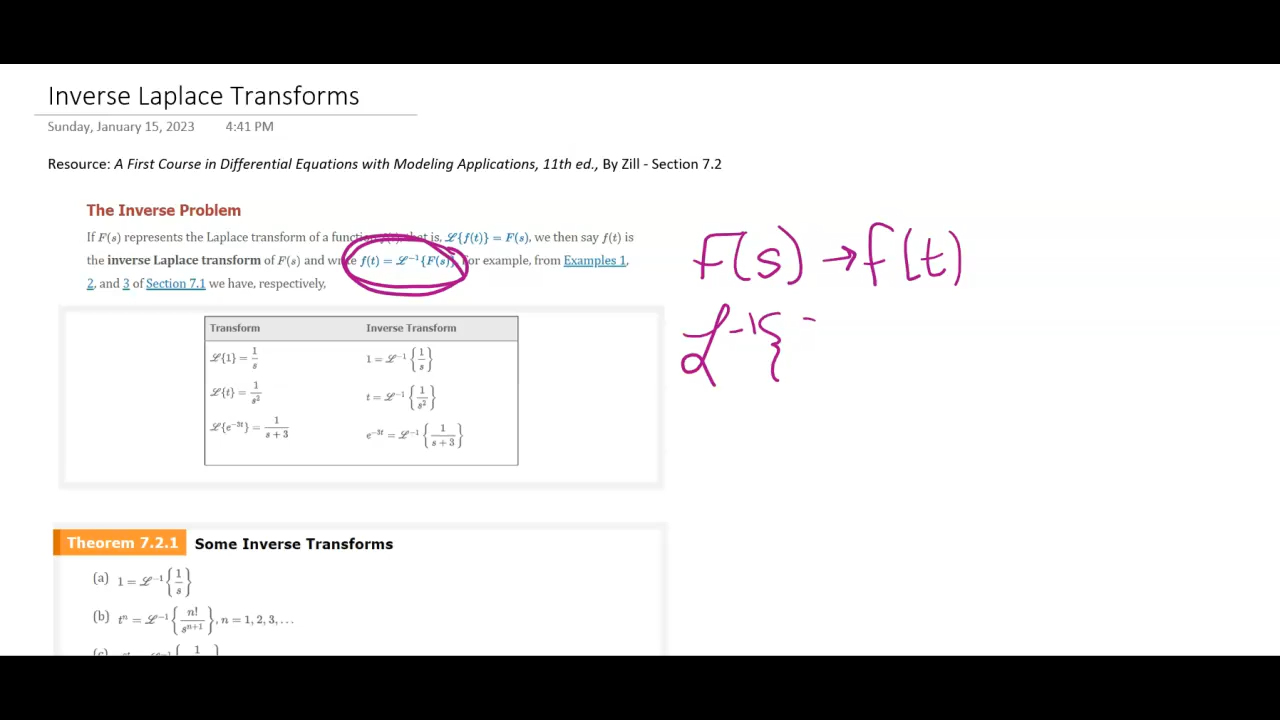 Inverse Laplace Transforms
Sunday, January 15, 2023 4:41 PM
Resource: A First Course in Differential Equations with Modeling Applications, 11th ed., By Zill - Section 7.2
The Inverse Problem
If F(s) represents the Laplace transform of a function f(t), that is, ℒ{f(t)} = F(s), we then say f(t) is
the inverse Laplace transform of F(s) and write f(t) = ℒ⁻¹{F(s)}. For example, from Examples 1,
2, and 3 of Section 7.1 we have, respectively,
F(s) → f(t)
ℒ⁻¹{
Transform Inverse Transform
ℒ{1} = 1/s 1 = ℒ⁻¹{1/s}
ℒ{t} = 1/s² t = ℒ⁻¹{1/s²}
ℒ{e⁻³ᵗ} = 1/(s + 3) e⁻³ᵗ = ℒ⁻¹{1/(s + 3)}
Theorem 7.2.1 Some Inverse Transforms
(a) 1 = ℒ⁻¹{1/s}
(b) tⁿ = ℒ⁻¹{n!/sⁿ⁺¹}, n = 1, 2, 3, …